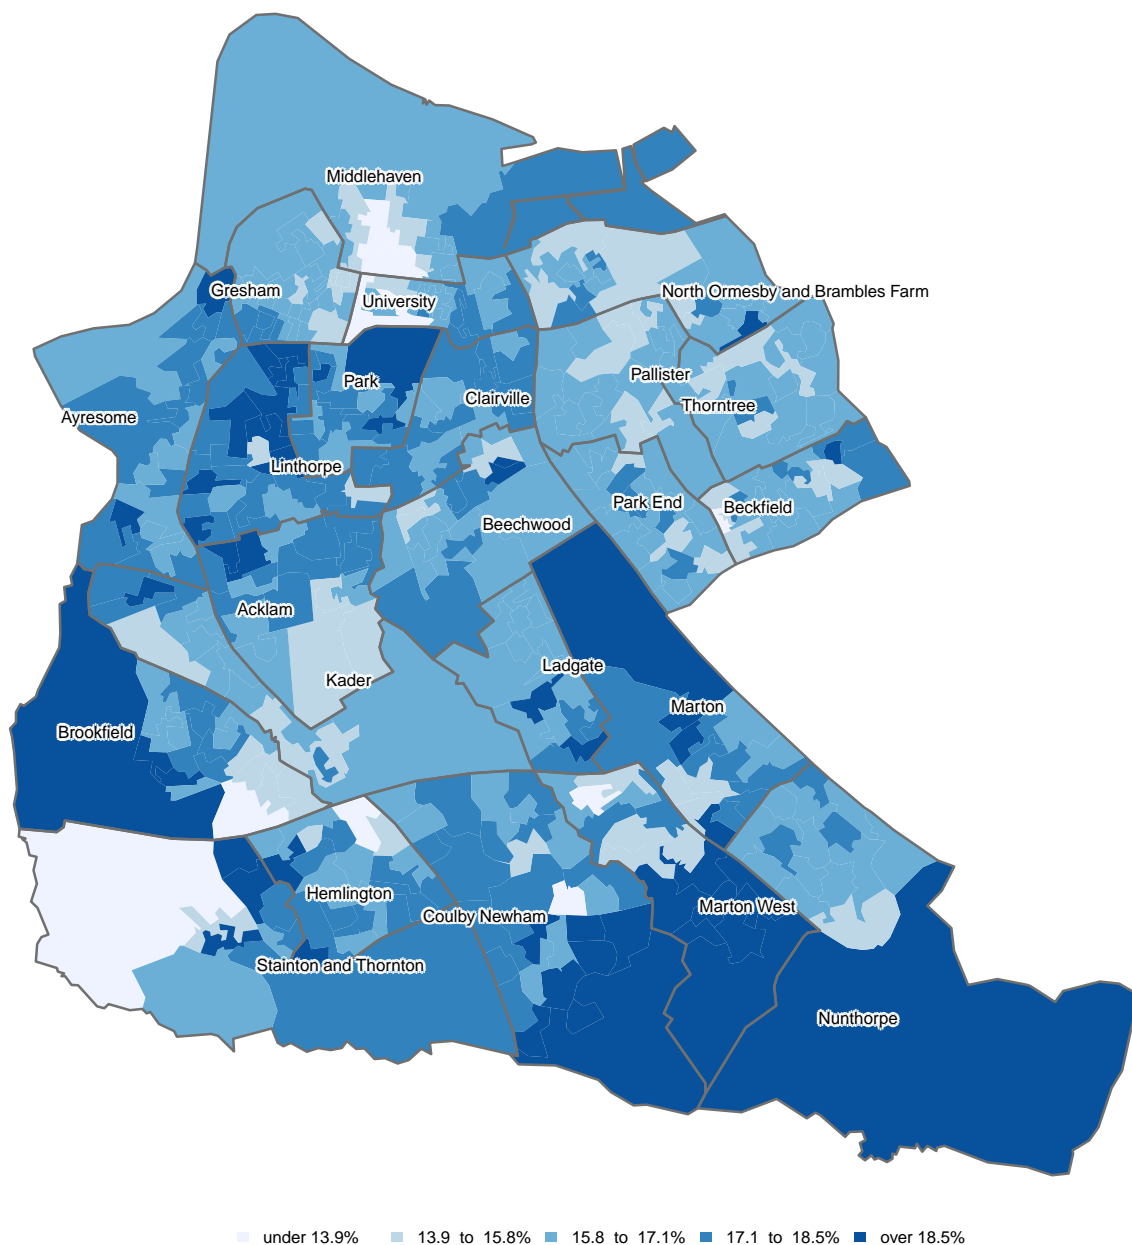 Middlehaven
Gresham
University
North Ormesby and Brambles Farm
Park
Pallister
Clairville
Thorntree
Ayresome
Linthorpe
Park End
Beckfield
Beechwood
Acklam
Ladgate
Kader
Marton
Brookfield
Hemlington
Marton West
Coulby Newham
Stainton and Thornton
Nunthorpe
under 13.9% 13.9 to 15.8% 15.8 to 17.1% 17.1 to 18.5% over 18.5%